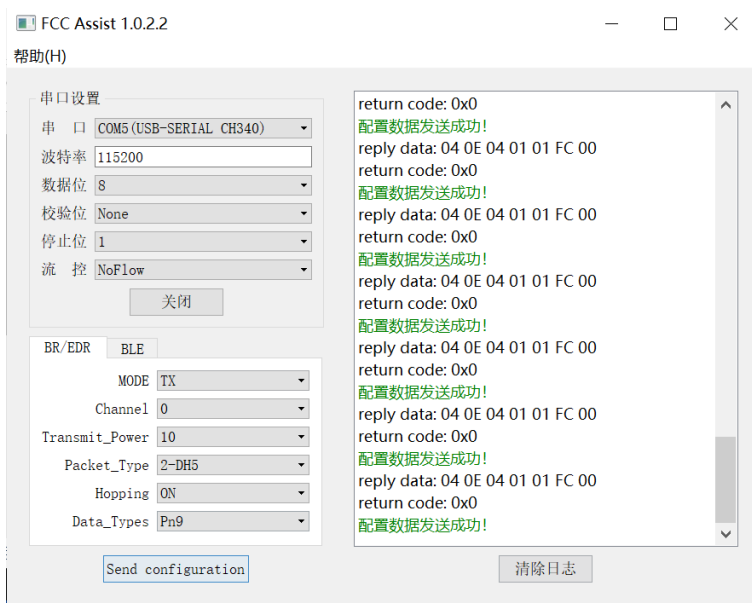 FCC Assist 1.0.2.2
帮助(H)
串口设置
串 口 COM5(USB-SERIAL CH340)
波特率 115200
数据位 8
校验位 None
停止位 1
流 控 NoFlow
关闭
BR/EDR BLE
MODE TX
Channel 0
Transmit_Power 10
Packet_Type 2-DH5
Hopping ON
Data_Types Pn9
Send configuration
return code: 0x0
配置数据发送成功!
reply data: 04 0E 04 01 01 FC 00
return code: 0x0
配置数据发送成功!
reply data: 04 0E 04 01 01 FC 00
return code: 0x0
配置数据发送成功!
reply data: 04 0E 04 01 01 FC 00
return code: 0x0
配置数据发送成功!
reply data: 04 0E 04 01 01 FC 00
return code: 0x0
配置数据发送成功!
reply data: 04 0E 04 01 01 FC 00
return code: 0x0
配置数据发送成功!
reply data: 04 0E 04 01 01 FC 00
return code: 0x0
配置数据发送成功!
清除日志